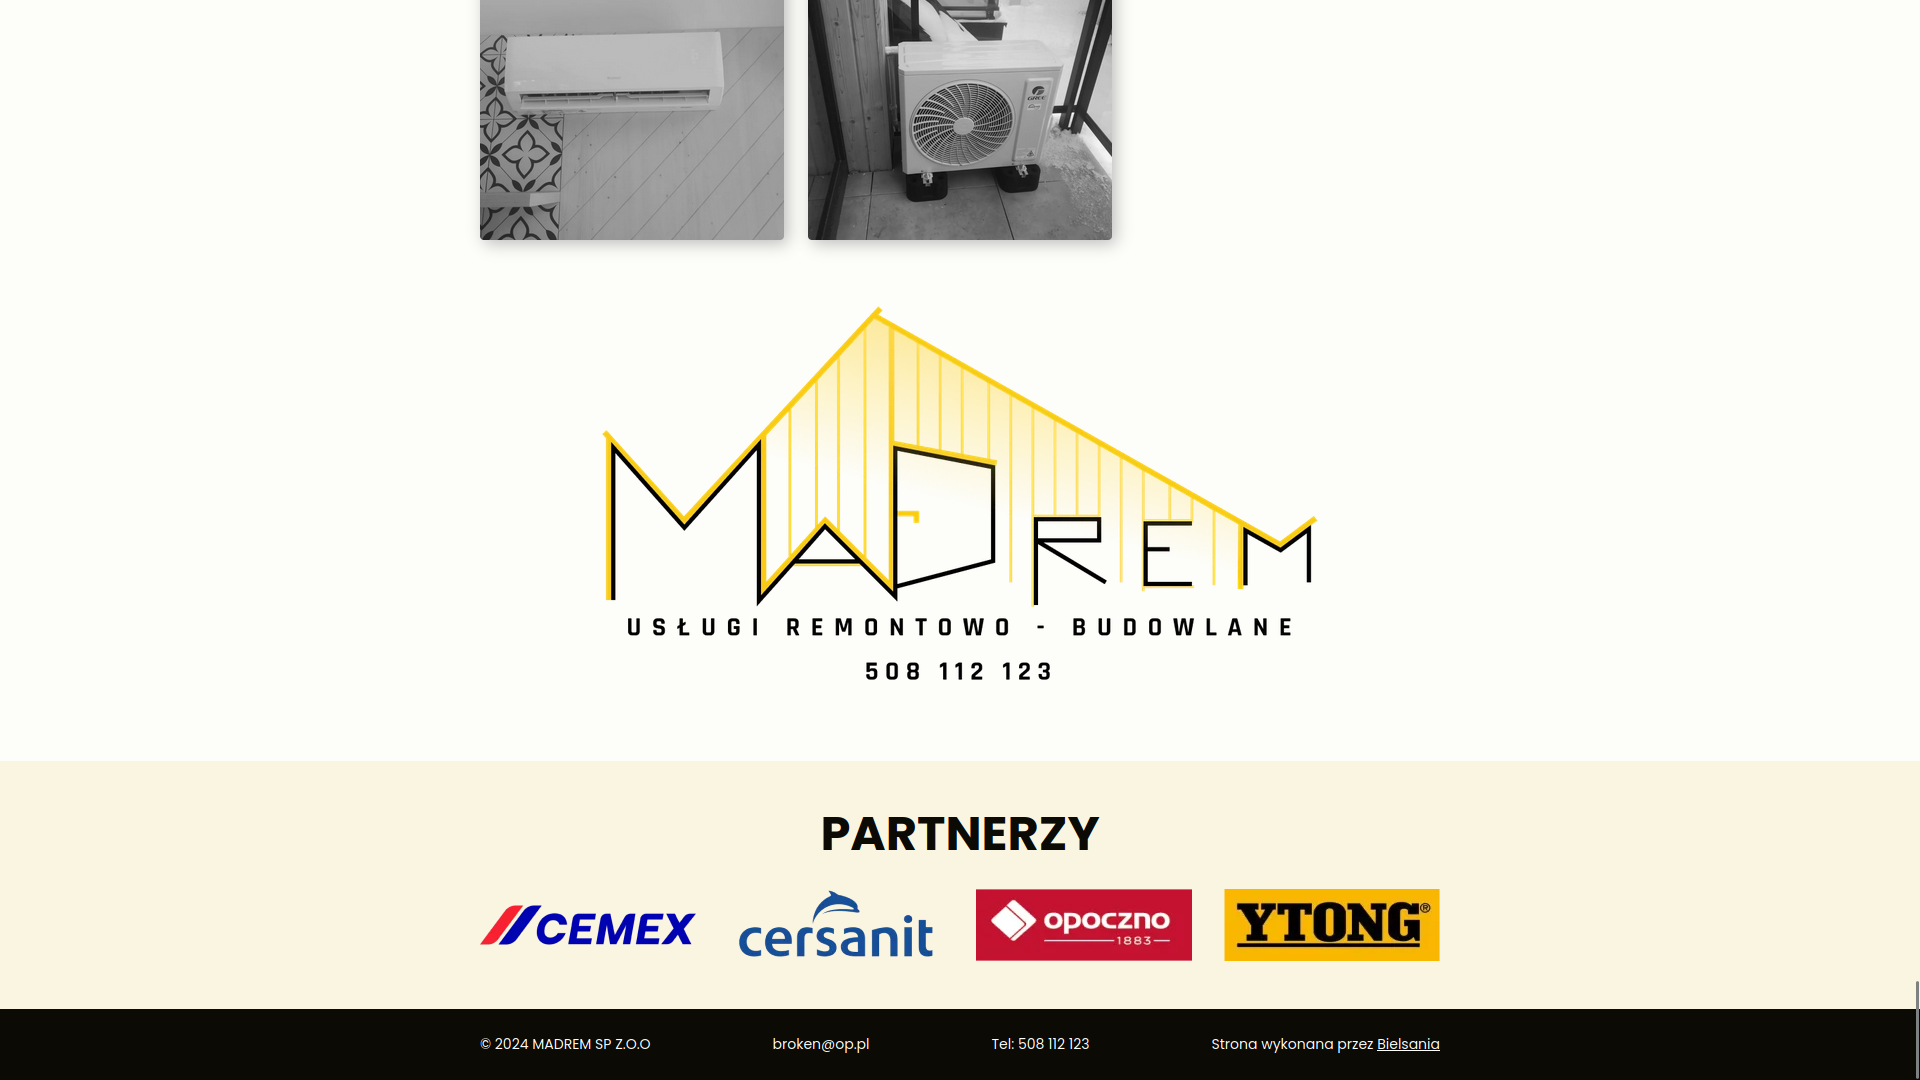 GREE
MADREM
USŁUGI REMONTOWO - BUDOWLANE
508 112 123
PARTNERZY
CEMEX
cersanit
opoczno
1883
YTONG®
© 2024 MADREM SP Z.O.O
broken@op.pl
Tel: 508 112 123
Strona wykonana przez Bielsania